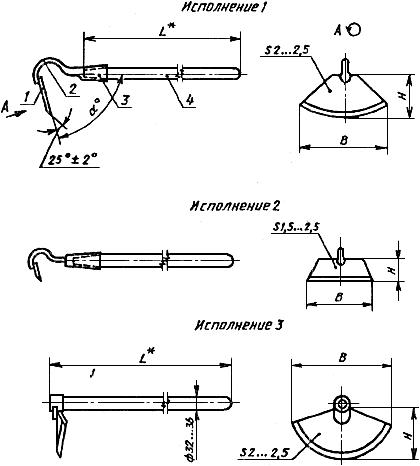 Исполнение 1
L*
A
S2...2,5
1
2
3
4
A
α°
H
B
25°±2°
Исполнение 2
S1,5...2,5
H
B
Исполнение 3
L*
B
ф32...36
H
S2...2,5